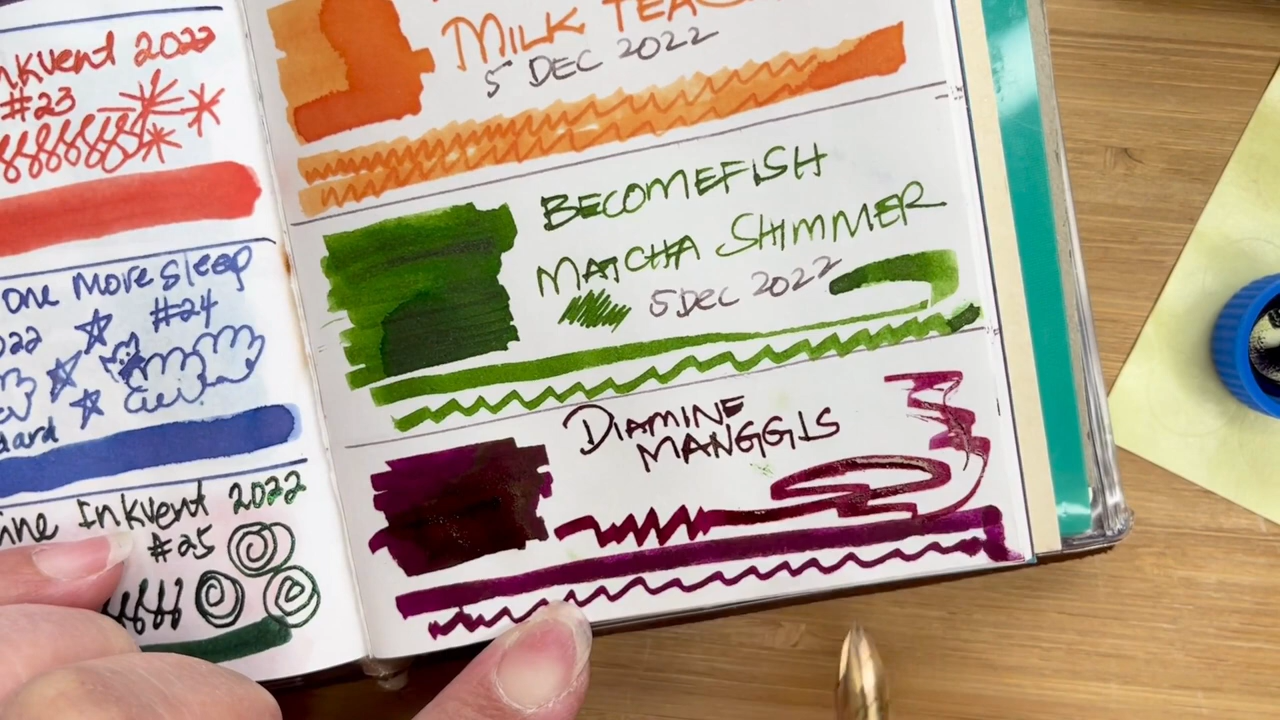 Inkvent 2022
#23
One More Sleep
#24
Inkvent 2022
#25
MILK TEA
5 DEC 2022
BECOMEFISH
MATCHA SHIMMER
5 DEC 2022
DIAMINE
MANGGIS